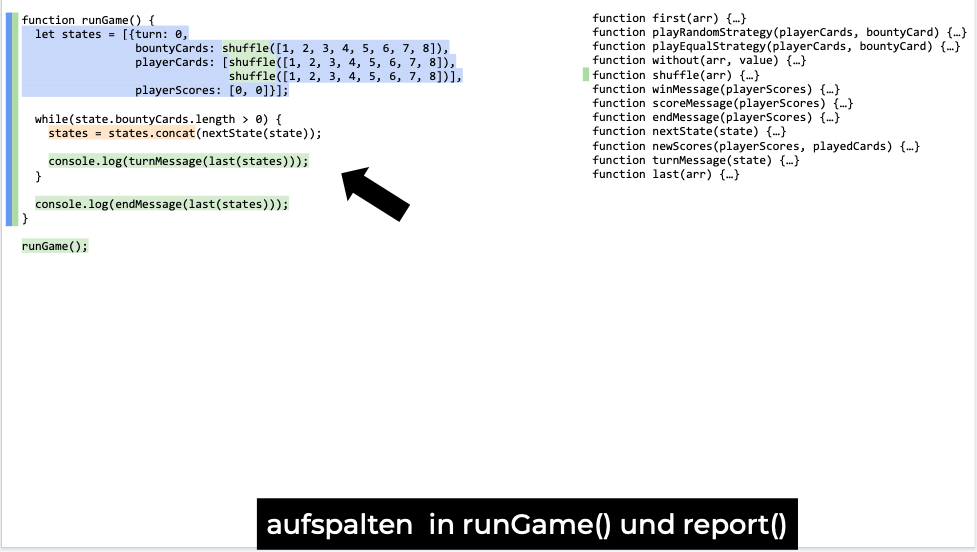 function runGame() {
  let states = [{turn: 0,
                 bountyCards: shuffle([1, 2, 3, 4, 5, 6, 7, 8]),
                 playerCards: [shuffle([1, 2, 3, 4, 5, 6, 7, 8]),
                               shuffle([1, 2, 3, 4, 5, 6, 7, 8])],
                 playerScores: [0, 0]}];
  while(state.bountyCards.length > 0) {
    states = states.concat(nextState(state));
    console.log(turnMessage(last(states)));
  }
  console.log(endMessage(last(states)));
}
runGame();
function first(arr) {…}
function playRandomStrategy(playerCards, bountyCard) {…}
function playEqualStrategy(playerCards, bountyCard) {…}
function without(arr, value) {…}
function shuffle(arr) {…}
function winMessage(playerScores) {…}
function scoreMessage(playerScores) {…}
function endMessage(playerScores) {…}
function nextState(state) {…}
function newScores(playerScores, playedCards) {…}
function turnMessage(state) {…}
function last(arr) {…}
aufspalten  in runGame() und report()